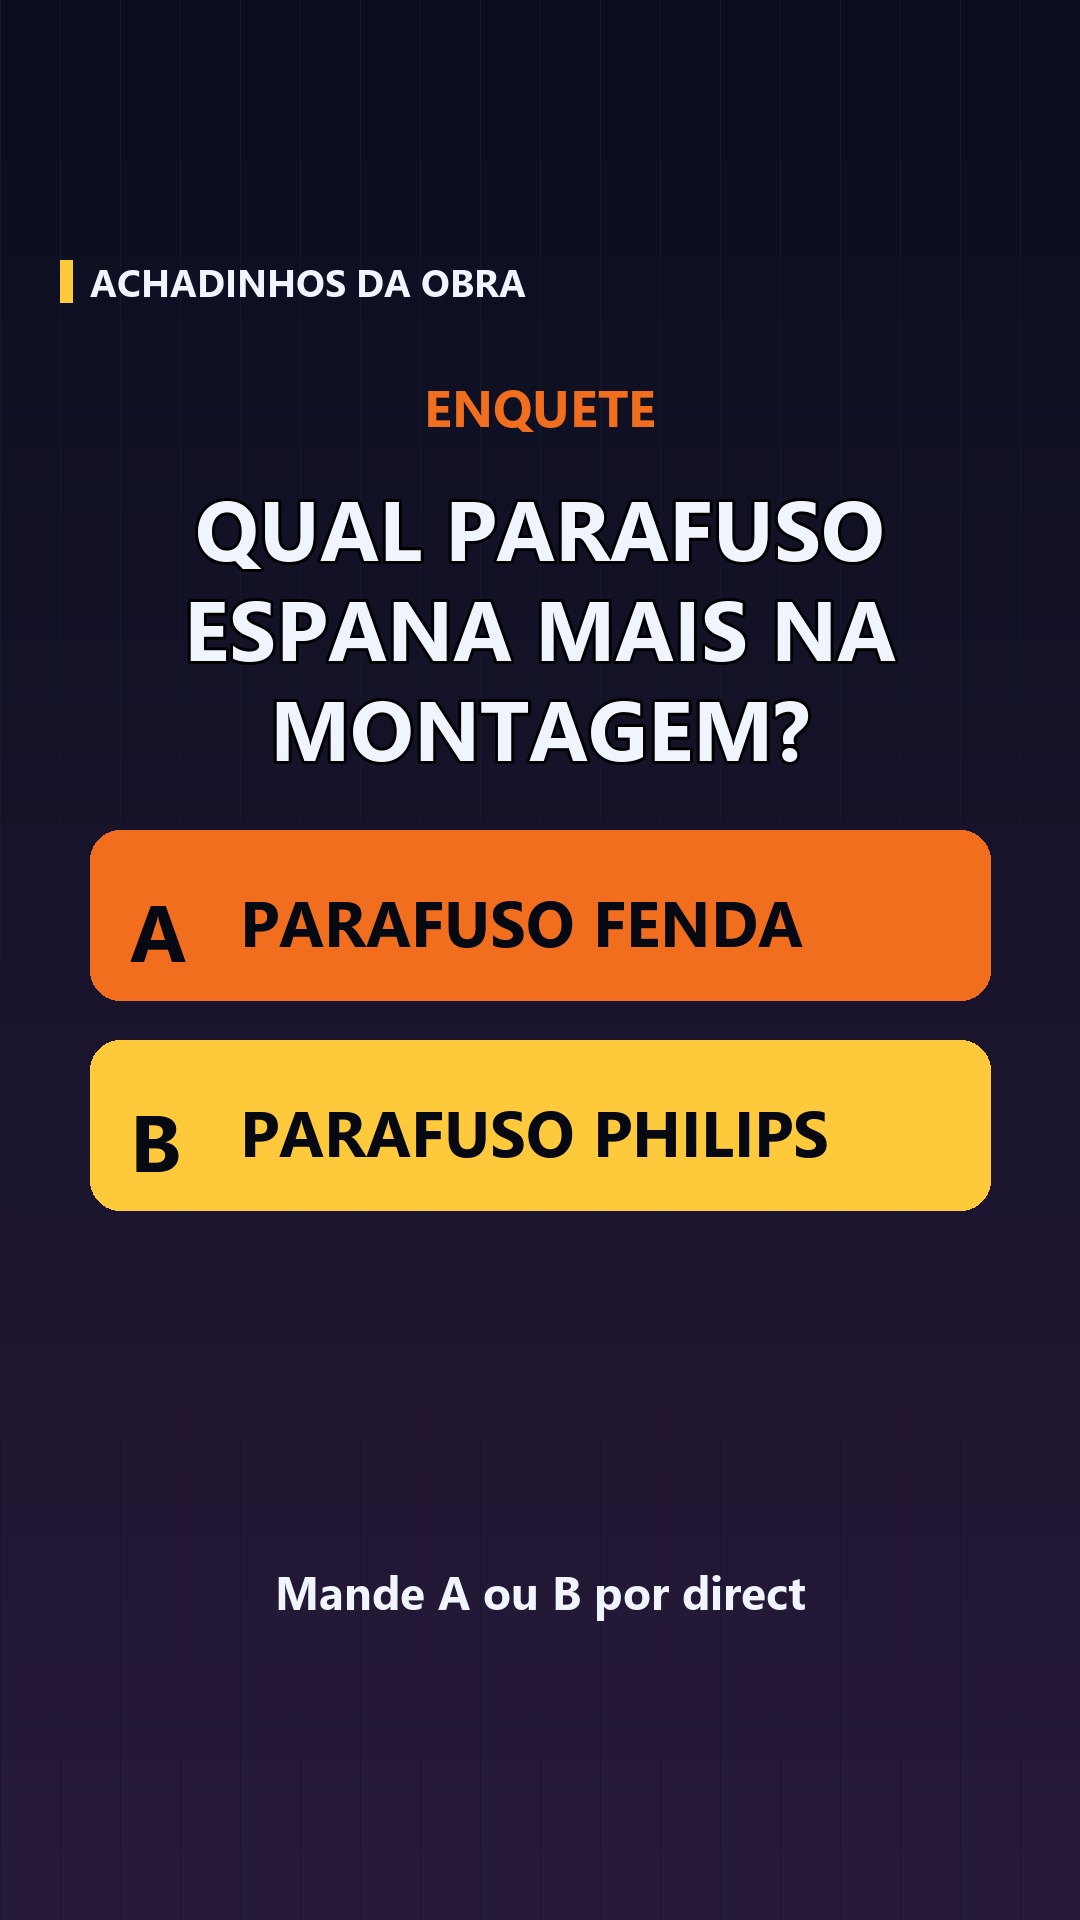 ACHADINHOS DA OBRA
ENQUETE
QUAL PARAFUSO
ESPANA MAIS NA
MONTAGEM?
A PARAFUSO FENDA
B PARAFUSO PHILIPS
Mande A ou B por direct